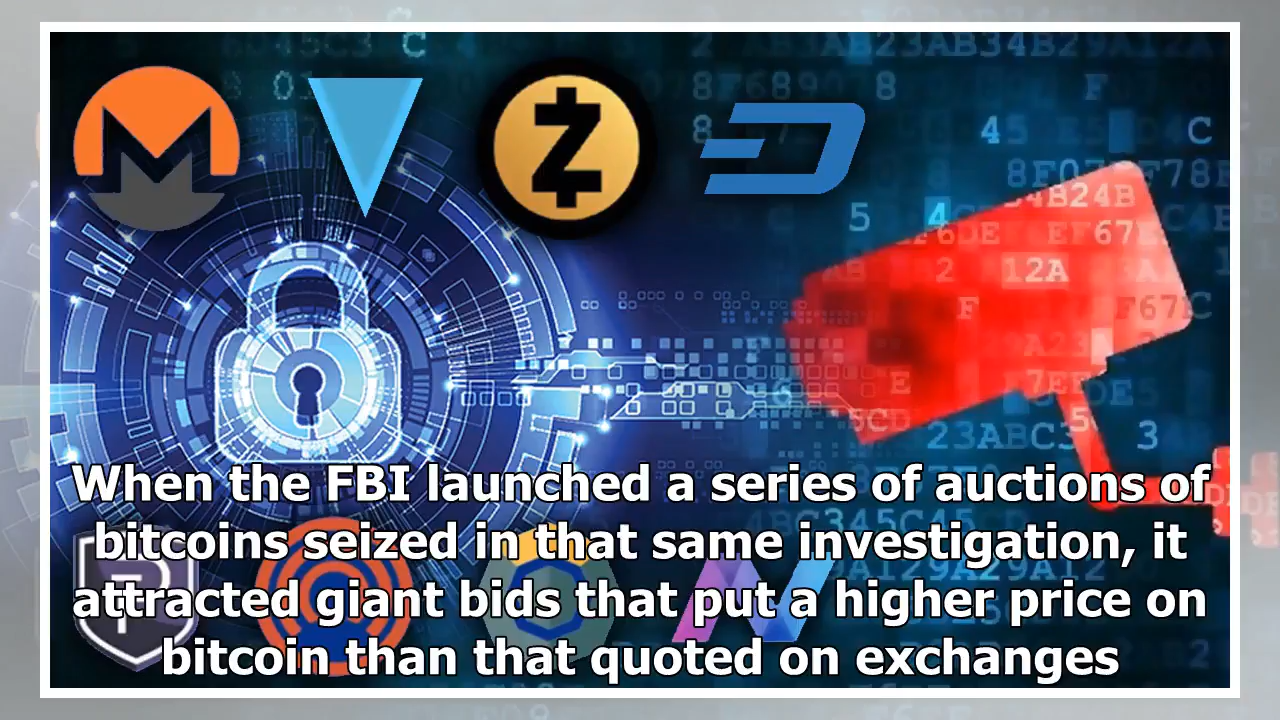 When the FBI launched a series of auctions of
bitcoins seized in that same investigation, it
attracted giant bids that put a higher price on
bitcoin than that quoted on exchanges